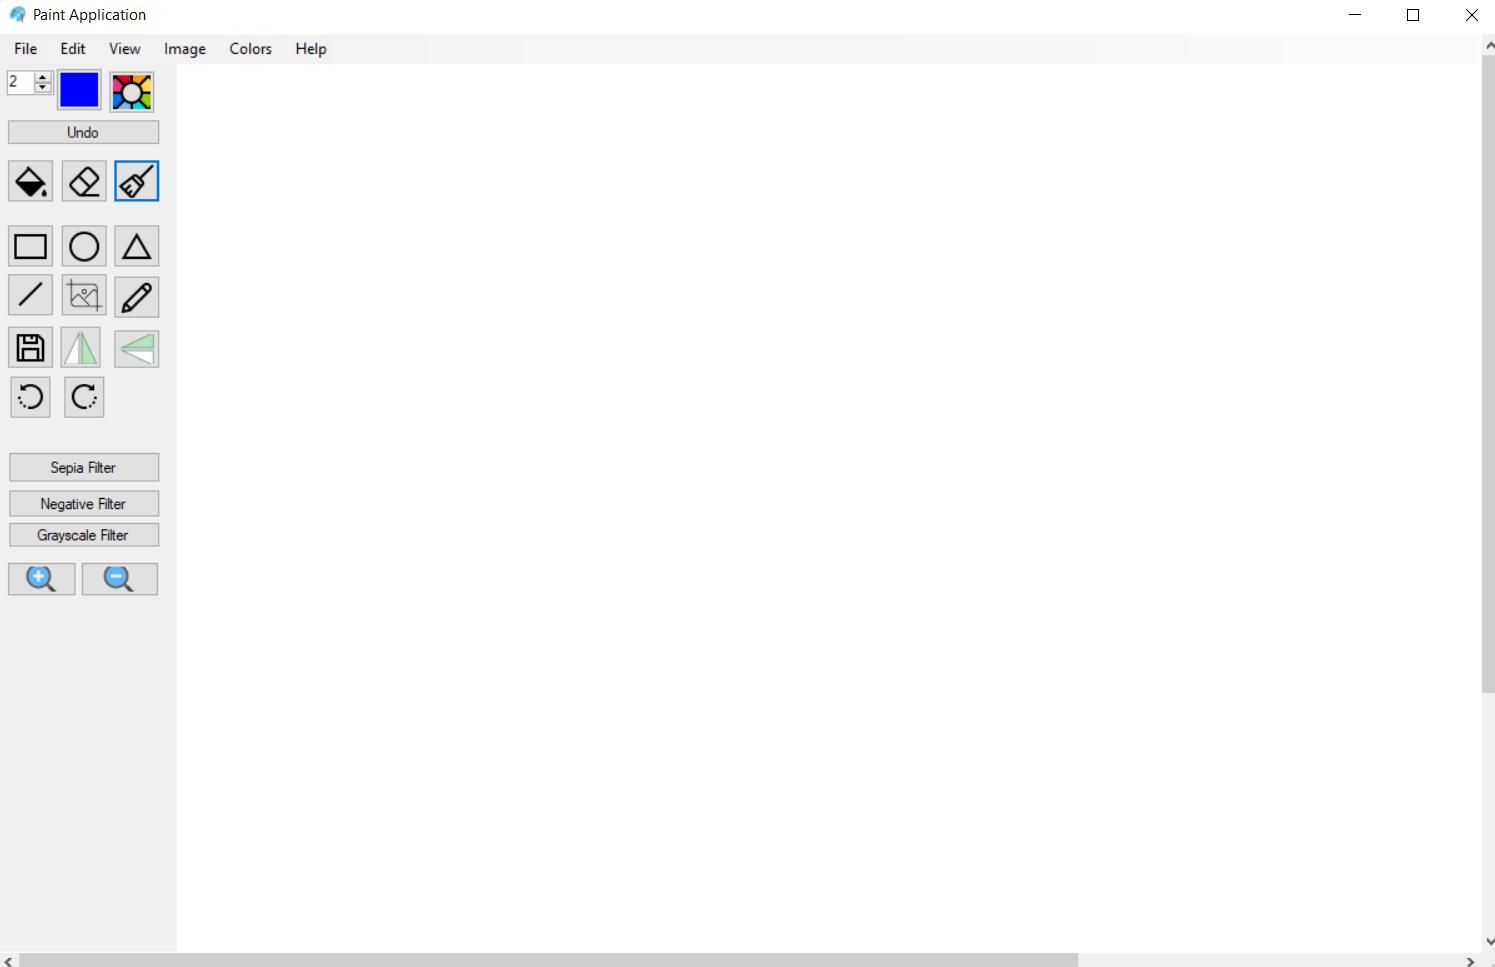 Paint Application
File Edit View Image Colors Help
2
Undo
Sepia Filter
Negative Filter
Grayscale Filter